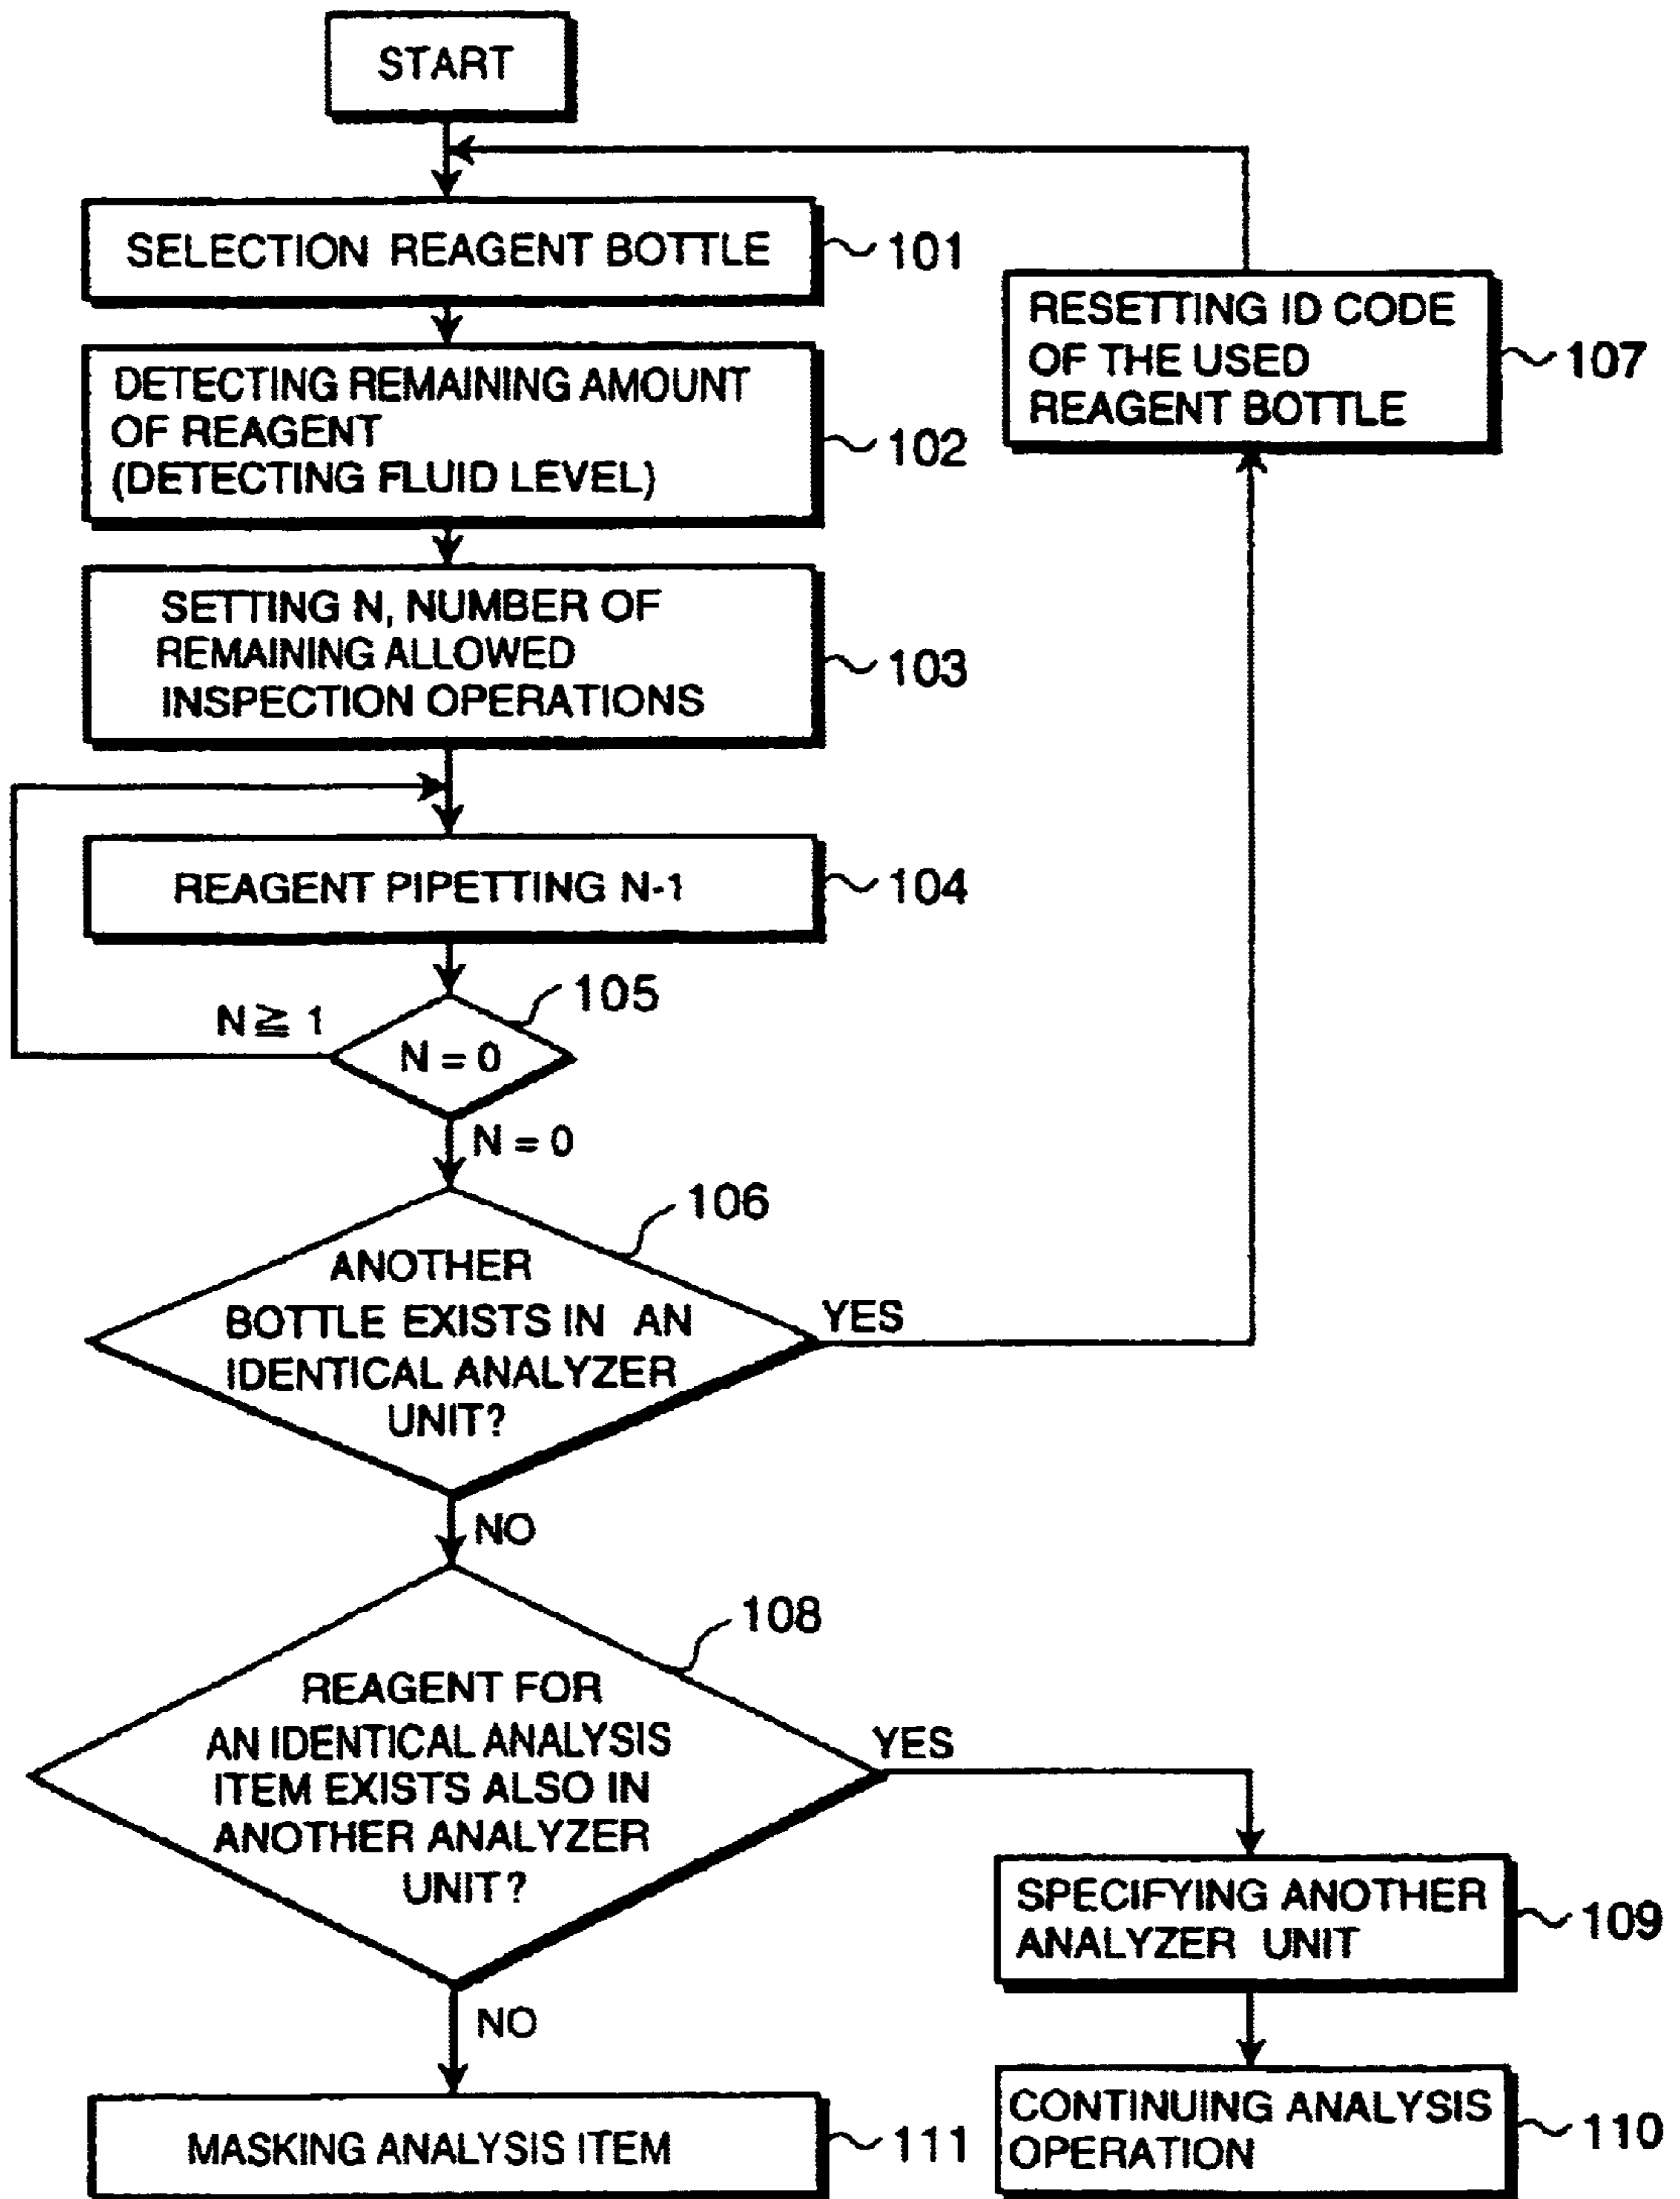 START
SELECTION REAGENT BOTTLE
101
DETECTING REMAINING AMOUNT
OF REAGENT
(DETECTING FLUID LEVEL)
102
SETTING N, NUMBER OF
REMAINING ALLOWED
INSPECTION OPERATIONS
103
REAGENT PIPETTING N-1
104
105
N ≧ 1
N = 0
N = 0
106
ANOTHER
BOTTLE EXISTS IN AN
IDENTICAL ANALYZER
UNIT?
YES
RESETTING ID CODE
OF THE USED
REAGENT BOTTLE
107
NO
108
REAGENT FOR
AN IDENTICAL ANALYSIS
ITEM EXISTS ALSO IN
ANOTHER ANALYZER
UNIT?
YES
SPECIFYING ANOTHER
ANALYZER UNIT
109
CONTINUING ANALYSIS
OPERATION
110
NO
MASKING ANALYSIS ITEM
111